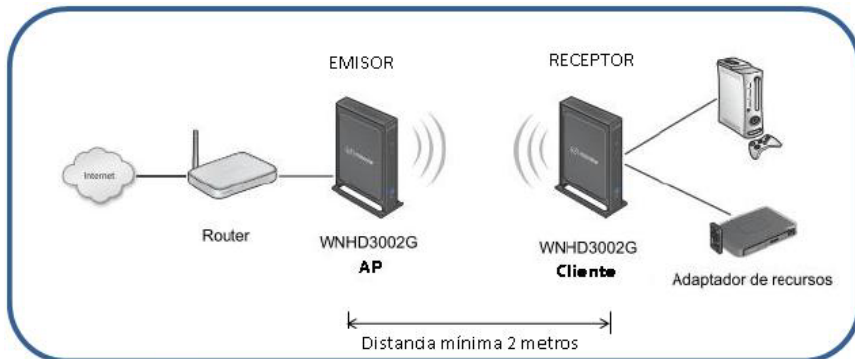 EMISOR
RECEPTOR
Internet
Router
WNHD3002G
AP
WNHD3002G
Cliente
Adaptador de recursos
Distancia mínima 2 metros